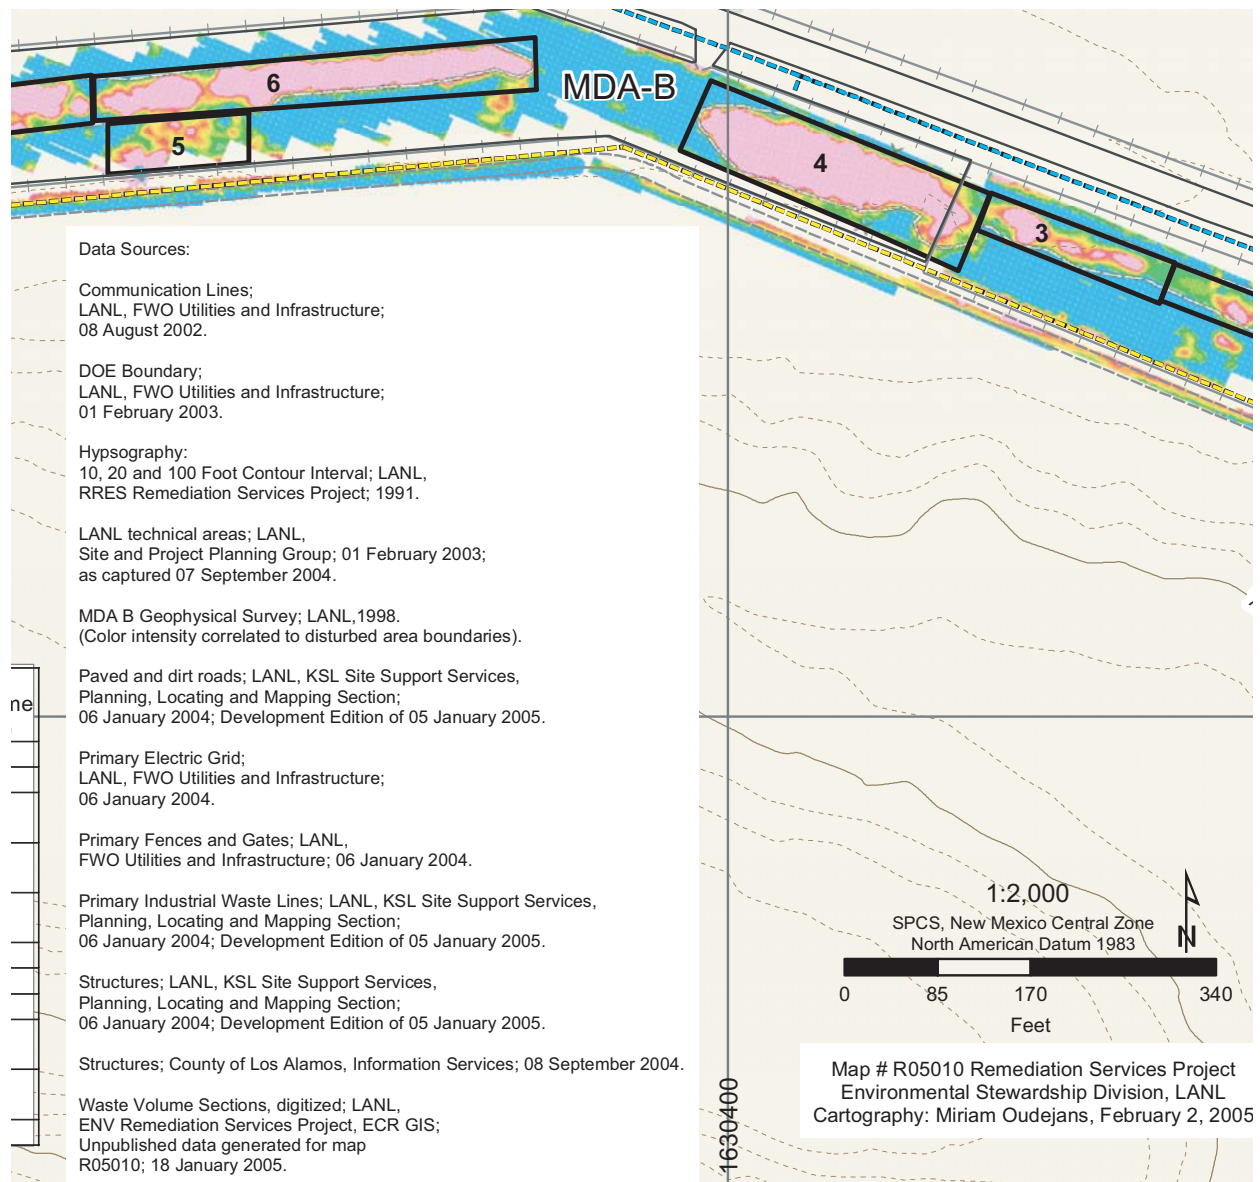 6
MDA-B
5
4
3
Data Sources:
Communication Lines;
LANL, FWO Utilities and Infrastructure;
08 August 2002.
DOE Boundary;
LANL, FWO Utilities and Infrastructure;
01 February 2003.
Hypsography:
10, 20 and 100 Foot Contour Interval; LANL,
RRES Remediation Services Project; 1991.
LANL technical areas; LANL,
Site and Project Planning Group; 01 February 2003;
as captured 07 September 2004.
MDA B Geophysical Survey; LANL,1998.
(Color intensity correlated to disturbed area boundaries).
Paved and dirt roads; LANL, KSL Site Support Services,
Planning, Locating and Mapping Section;
06 January 2004; Development Edition of 05 January 2005.
Primary Electric Grid;
LANL, FWO Utilities and Infrastructure;
06 January 2004.
Primary Fences and Gates; LANL,
FWO Utilities and Infrastructure; 06 January 2004.
Primary Industrial Waste Lines; LANL, KSL Site Support Services,
Planning, Locating and Mapping Section;
06 January 2004; Development Edition of 05 January 2005.
Structures; LANL, KSL Site Support Services,
Planning, Locating and Mapping Section;
06 January 2004; Development Edition of 05 January 2005.
Structures; County of Los Alamos, Information Services; 08 September 2004.
Waste Volume Sections, digitized; LANL,
ENV Remediation Services Project, ECR GIS;
Unpublished data generated for map
R05010; 18 January 2005.
me
1630400
1:2,000
SPCS, New Mexico Central Zone
North American Datum 1983
N
0 85 170 340
Feet
Map # R05010 Remediation Services Project
Environmental Stewardship Division, LANL
Cartography: Miriam Oudejans, February 2, 2005